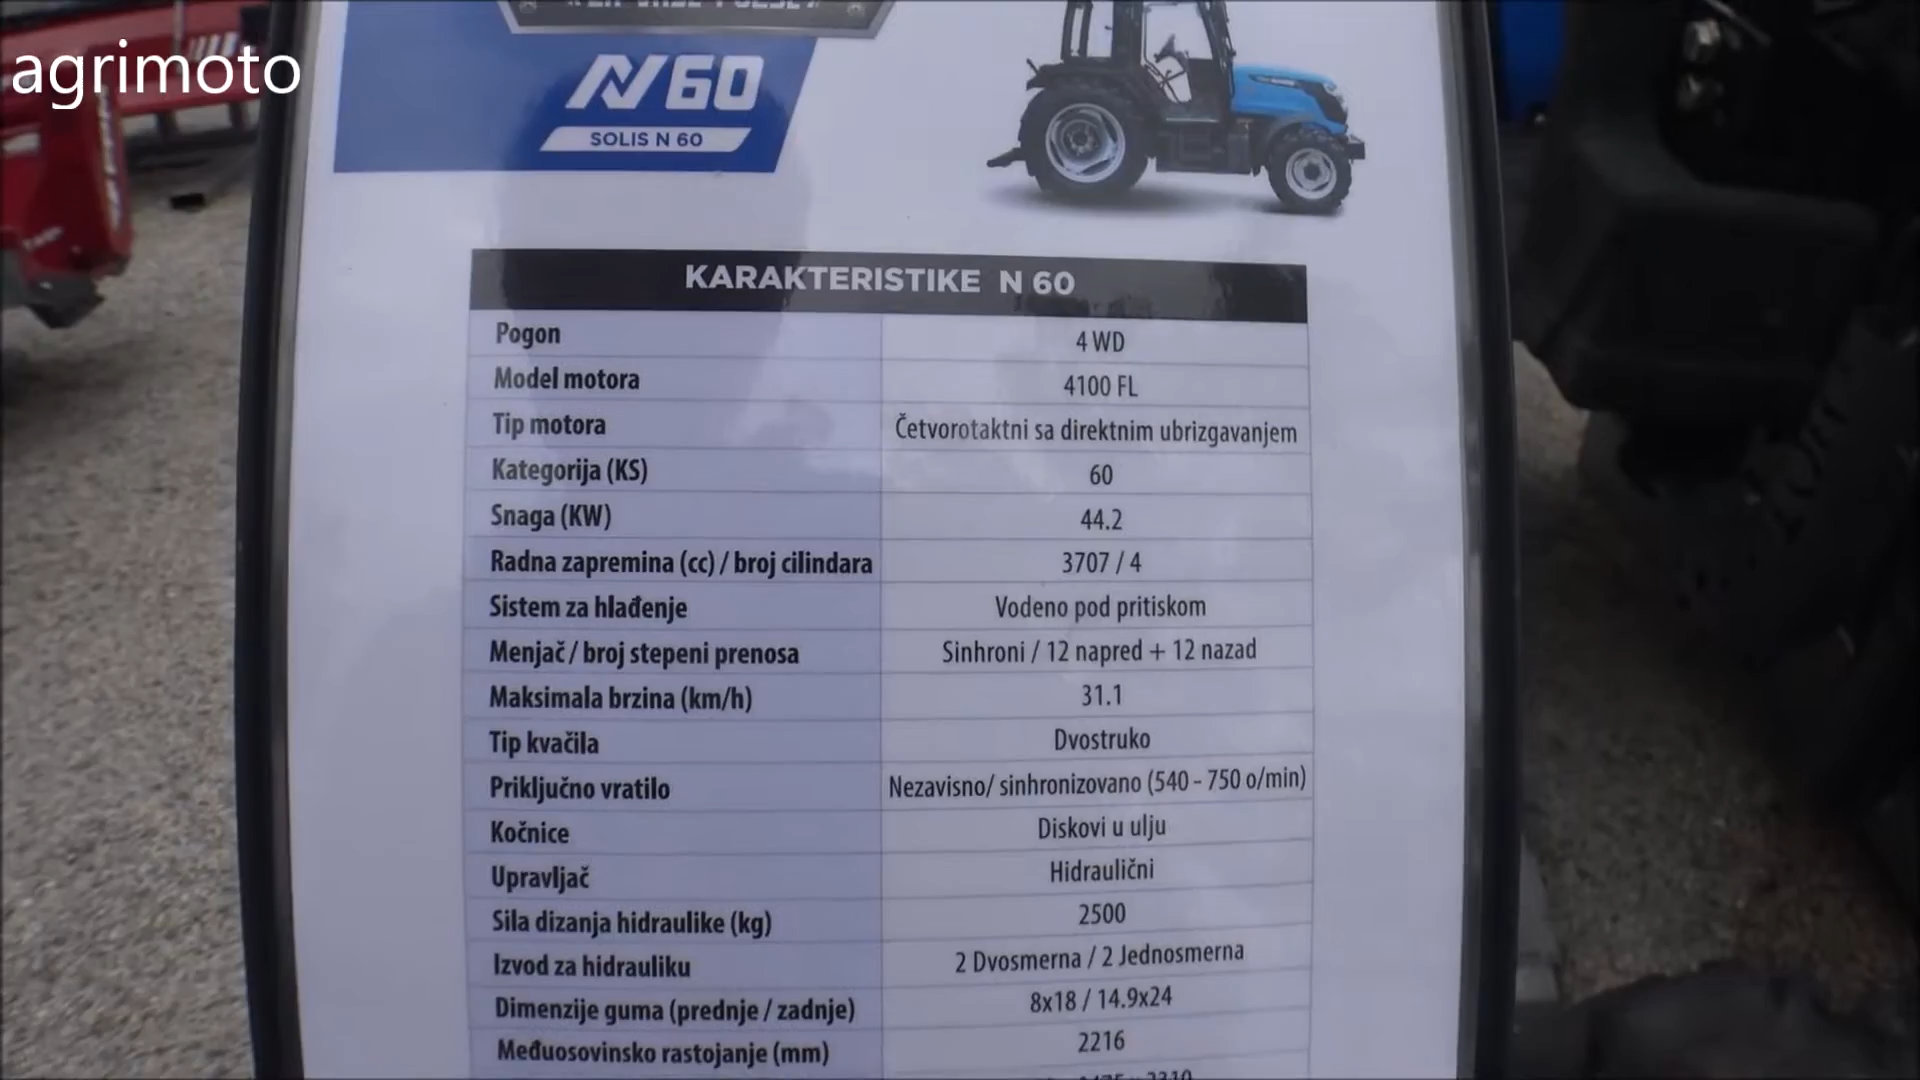 agrimoto
N60
SOLIS N 60
KARAKTERISTIKE N 60
Pogon 4 WD
Model motora 4100 FL
Tip motora Četvorotaktni sa direktnim ubrizgavanjem
Kategorija (KS) 60
Snaga (KW) 44.2
Radna zapremina (cc) / broj cilindara 3707 / 4
Sistem za hlađenje Vodeno pod pritiskom
Menjač / broj stepeni prenosa Sinhroni / 12 napred + 12 nazad
Maksimala brzina (km/h) 31.1
Tip kvačila Dvostruko
Priključno vratilo Nezavisno/ sinhronizovano (540 - 750 o/min)
Kočnice Diskovi u ulju
Upravljač Hidraulični
Sila dizanja hidraulike (kg) 2500
Izvod za hidrauliku 2 Dvosmerna / 2 Jednosmerna
Dimenzije guma (prednje / zadnje) 8x18 / 14.9x24
Međuosovinsko rastojanje (mm) 2216